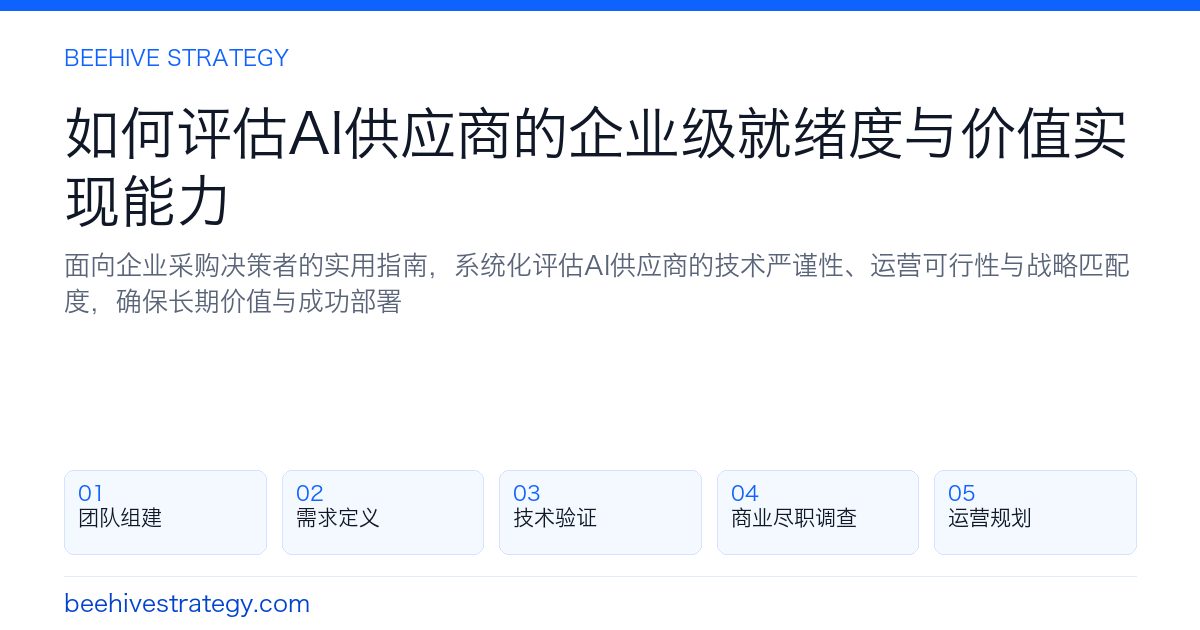 BEEHIVE STRATEGY
如何评估AI供应商的企业级就绪度与价值实
现能力
面向企业采购决策者的实用指南，系统化评估AI供应商的技术严谨性、运营可行性与战略匹配
度，确保长期价值与成功部署
01
团队组建
02
需求定义
03
技术验证
04
商业尽职调查
05
运营规划
beehivestrategy.com